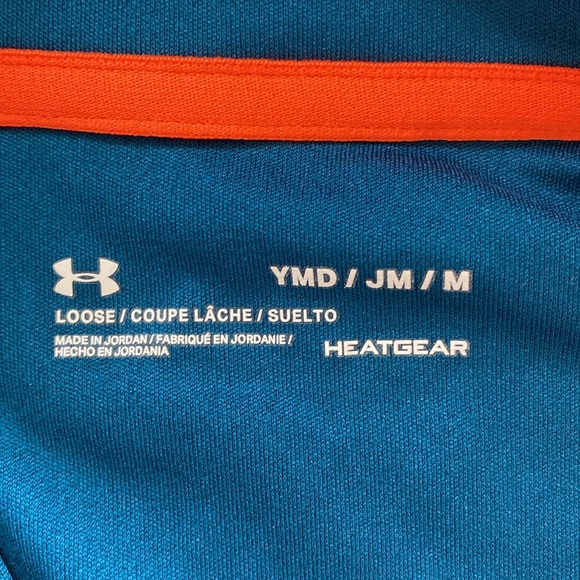 YMD / JM / M
LOOSE / COUPE LÂCHE / SUELTO
MADE IN JORDAN / FABRIQUÉ EN JORDANIE /
HECHO EN JORDANIA
HEATGEAR